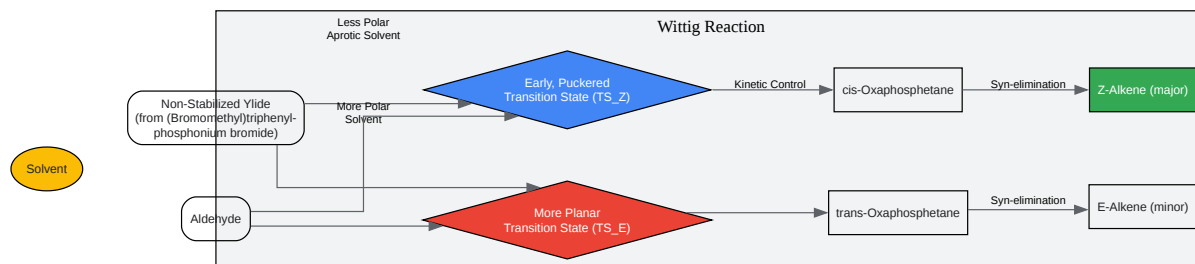 Wittig Reaction
Less Polar
Aprotic Solvent
More Polar
Solvent
Solvent
Non-Stabilized Ylide
(from (Bromomethyl)triphenyl-
phosphonium bromide)
Aldehyde
Early, Puckered
Transition State (TS_Z)
Kinetic Control
cis-Oxaphosphetane
Syn-elimination
Z-Alkene (major)
More Planar
Transition State (TS_E)
trans-Oxaphosphetane
Syn-elimination
E-Alkene (minor)